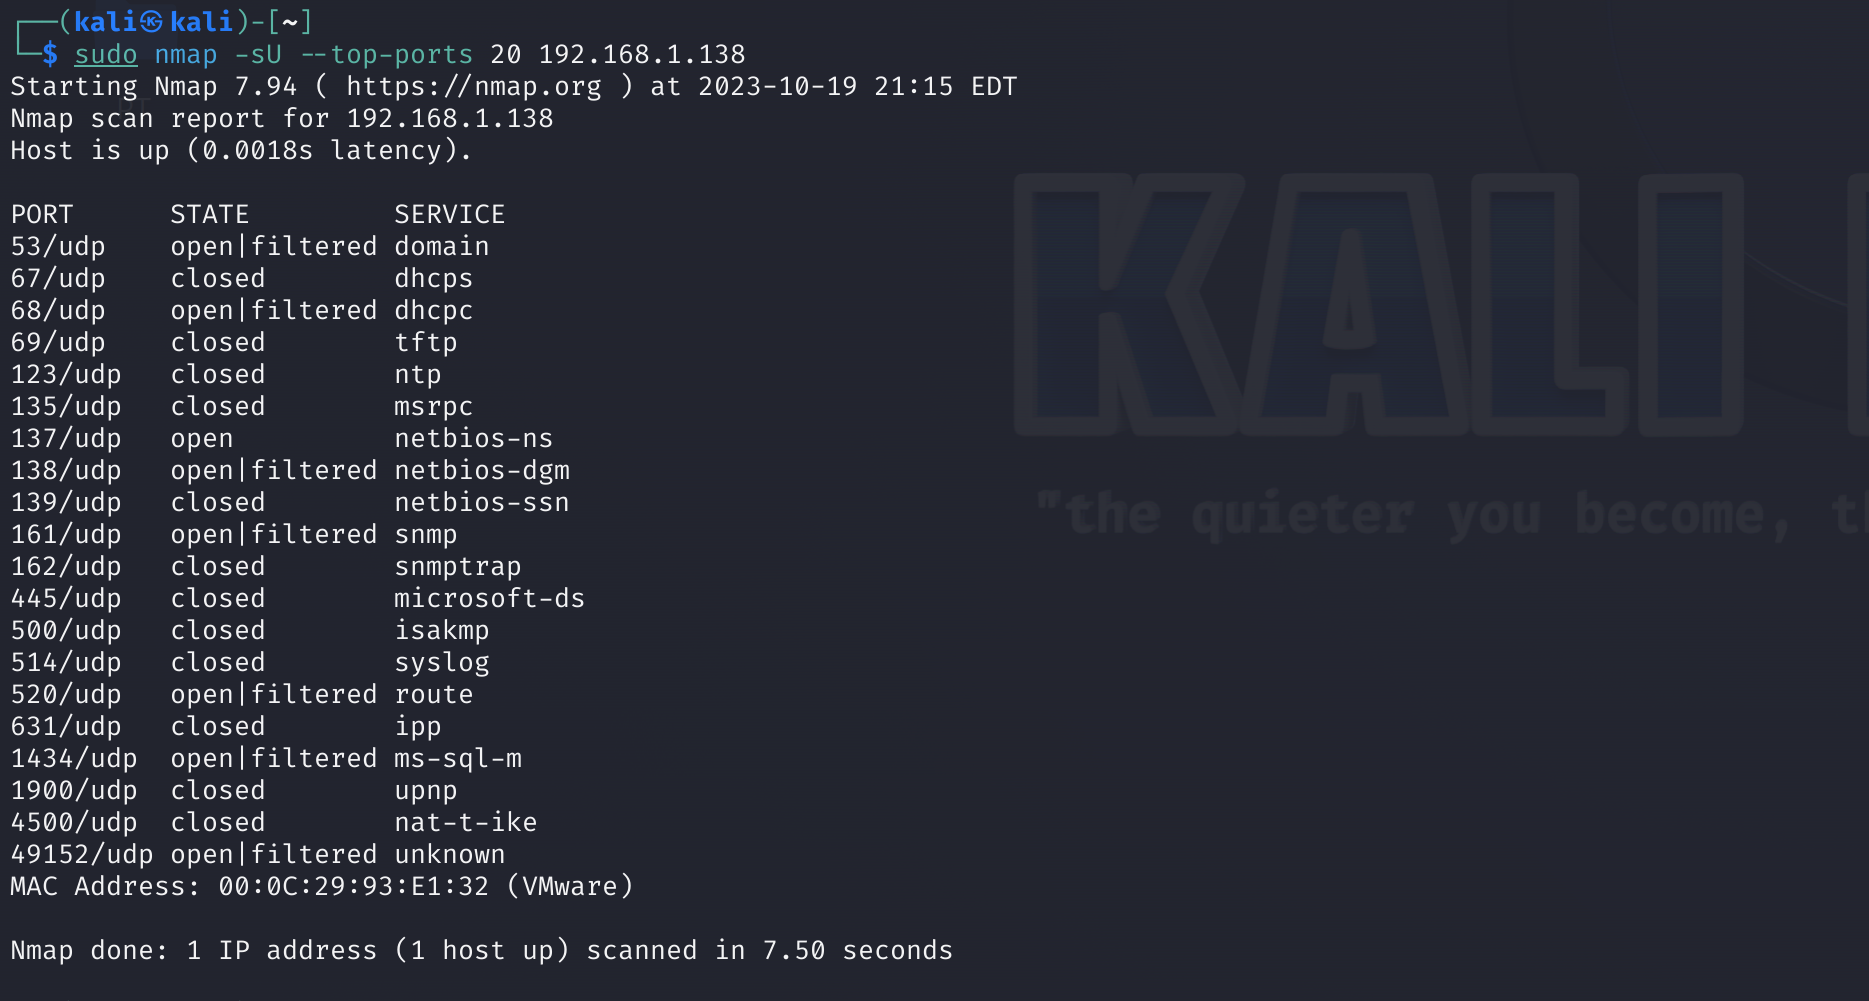 ┌──(kali㉿kali)-[~]
└─$ sudo nmap -sU --top-ports 20 192.168.1.138
Starting Nmap 7.94 ( https://nmap.org ) at 2023-10-19 21:15 EDT
Nmap scan report for 192.168.1.138
Host is up (0.0018s latency).

PORT      STATE         SERVICE
53/udp    open|filtered domain
67/udp    closed        dhcps
68/udp    open|filtered dhcpc
69/udp    closed        tftp
123/udp   closed        ntp
135/udp   closed        msrpc
137/udp   open          netbios-ns
138/udp   open|filtered netbios-dgm
139/udp   closed        netbios-ssn
161/udp   open|filtered snmp
162/udp   closed        snmptrap
445/udp   closed        microsoft-ds
500/udp   closed        isakmp
514/udp   closed        syslog
520/udp   open|filtered route
631/udp   closed        ipp
1434/udp  open|filtered ms-sql-m
1900/udp  closed        upnp
4500/udp  closed        nat-t-ike
49152/udp open|filtered unknown
MAC Address: 00:0C:29:93:E1:32 (VMware)

Nmap done: 1 IP address (1 host up) scanned in 7.50 seconds
KALI
"the quieter you become, t